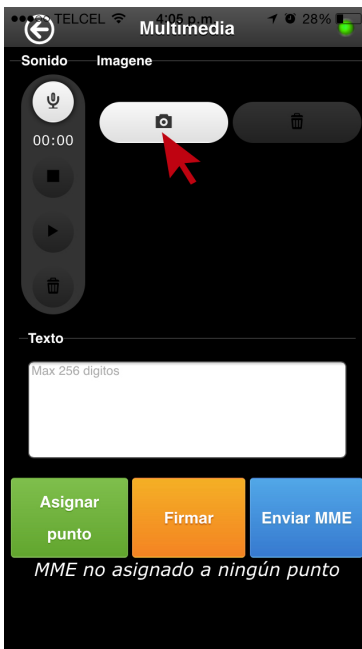 TELCEL 4:05 p.m. 28%
Multimedia
Sonido Imagene
00:00
Texto
Max 256 digitos
Asignar
punto
Firmar
Enviar MME
MME no asignado a ningún punto